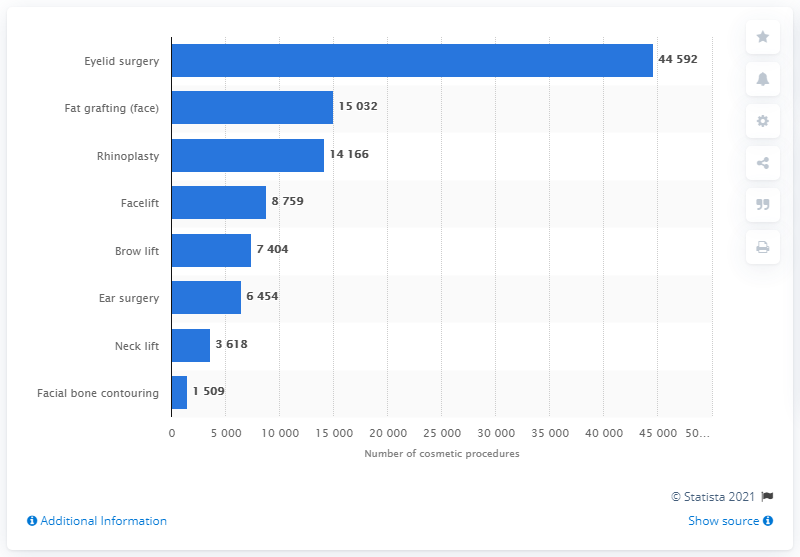 Eyelid surgery 44 592
Fat grafting (face) 15 032
Rhinoplasty 14 166
Facelift 8 759
Brow lift 7 404
Ear surgery 6 454
Neck lift 3 618
Facial bone contouring 1 509
0 5 000 10 000 15 000 20 000 25 000 30 000 35 000 40 000 45 000 50...
Number of cosmetic procedures
© Statista 2021
Additional Information Show source